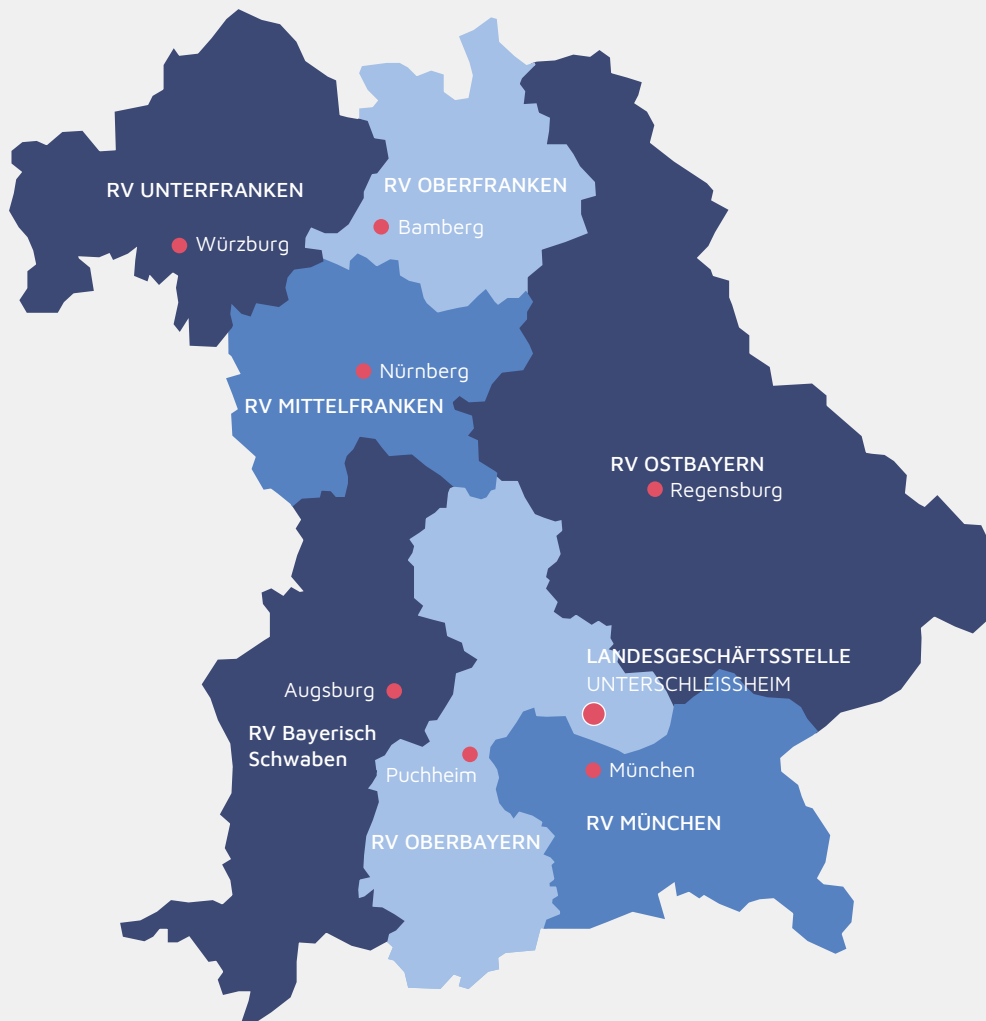 RV UNTERFRANKEN
Würzburg
RV OBERFRANKEN
Bamberg
Nürnberg
RV MITTELFRANKEN
RV OSTBAYERN
Regensburg
LANDESGESCHÄFTSSTELLE
UNTERSCHLEISSHEIM
Augsburg
RV Bayerisch
Schwaben
Puchheim
München
RV MÜNCHEN
RV OBERBAYERN